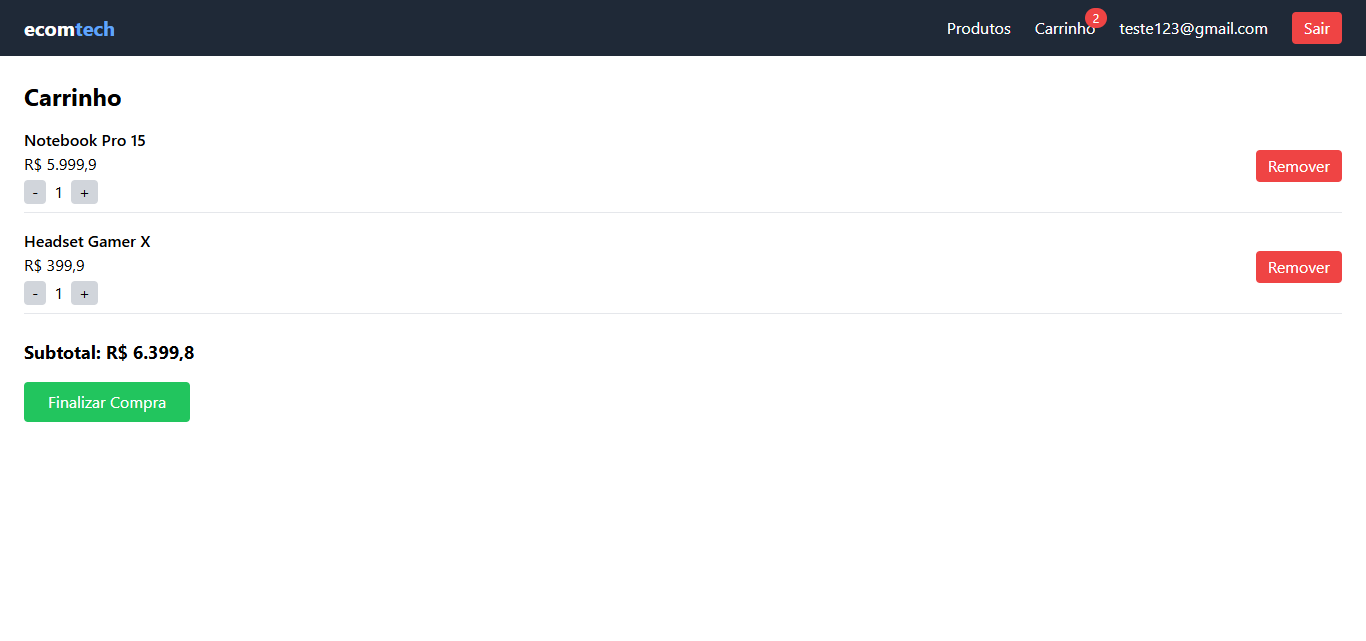 ecomtech
Produtos Carrinho 2 teste123@gmail.com Sair
Carrinho
Notebook Pro 15
R$ 5.999,9
- 1 +
Remover
Headset Gamer X
R$ 399,9
- 1 +
Remover
Subtotal: R$ 6.399,8
Finalizar Compra